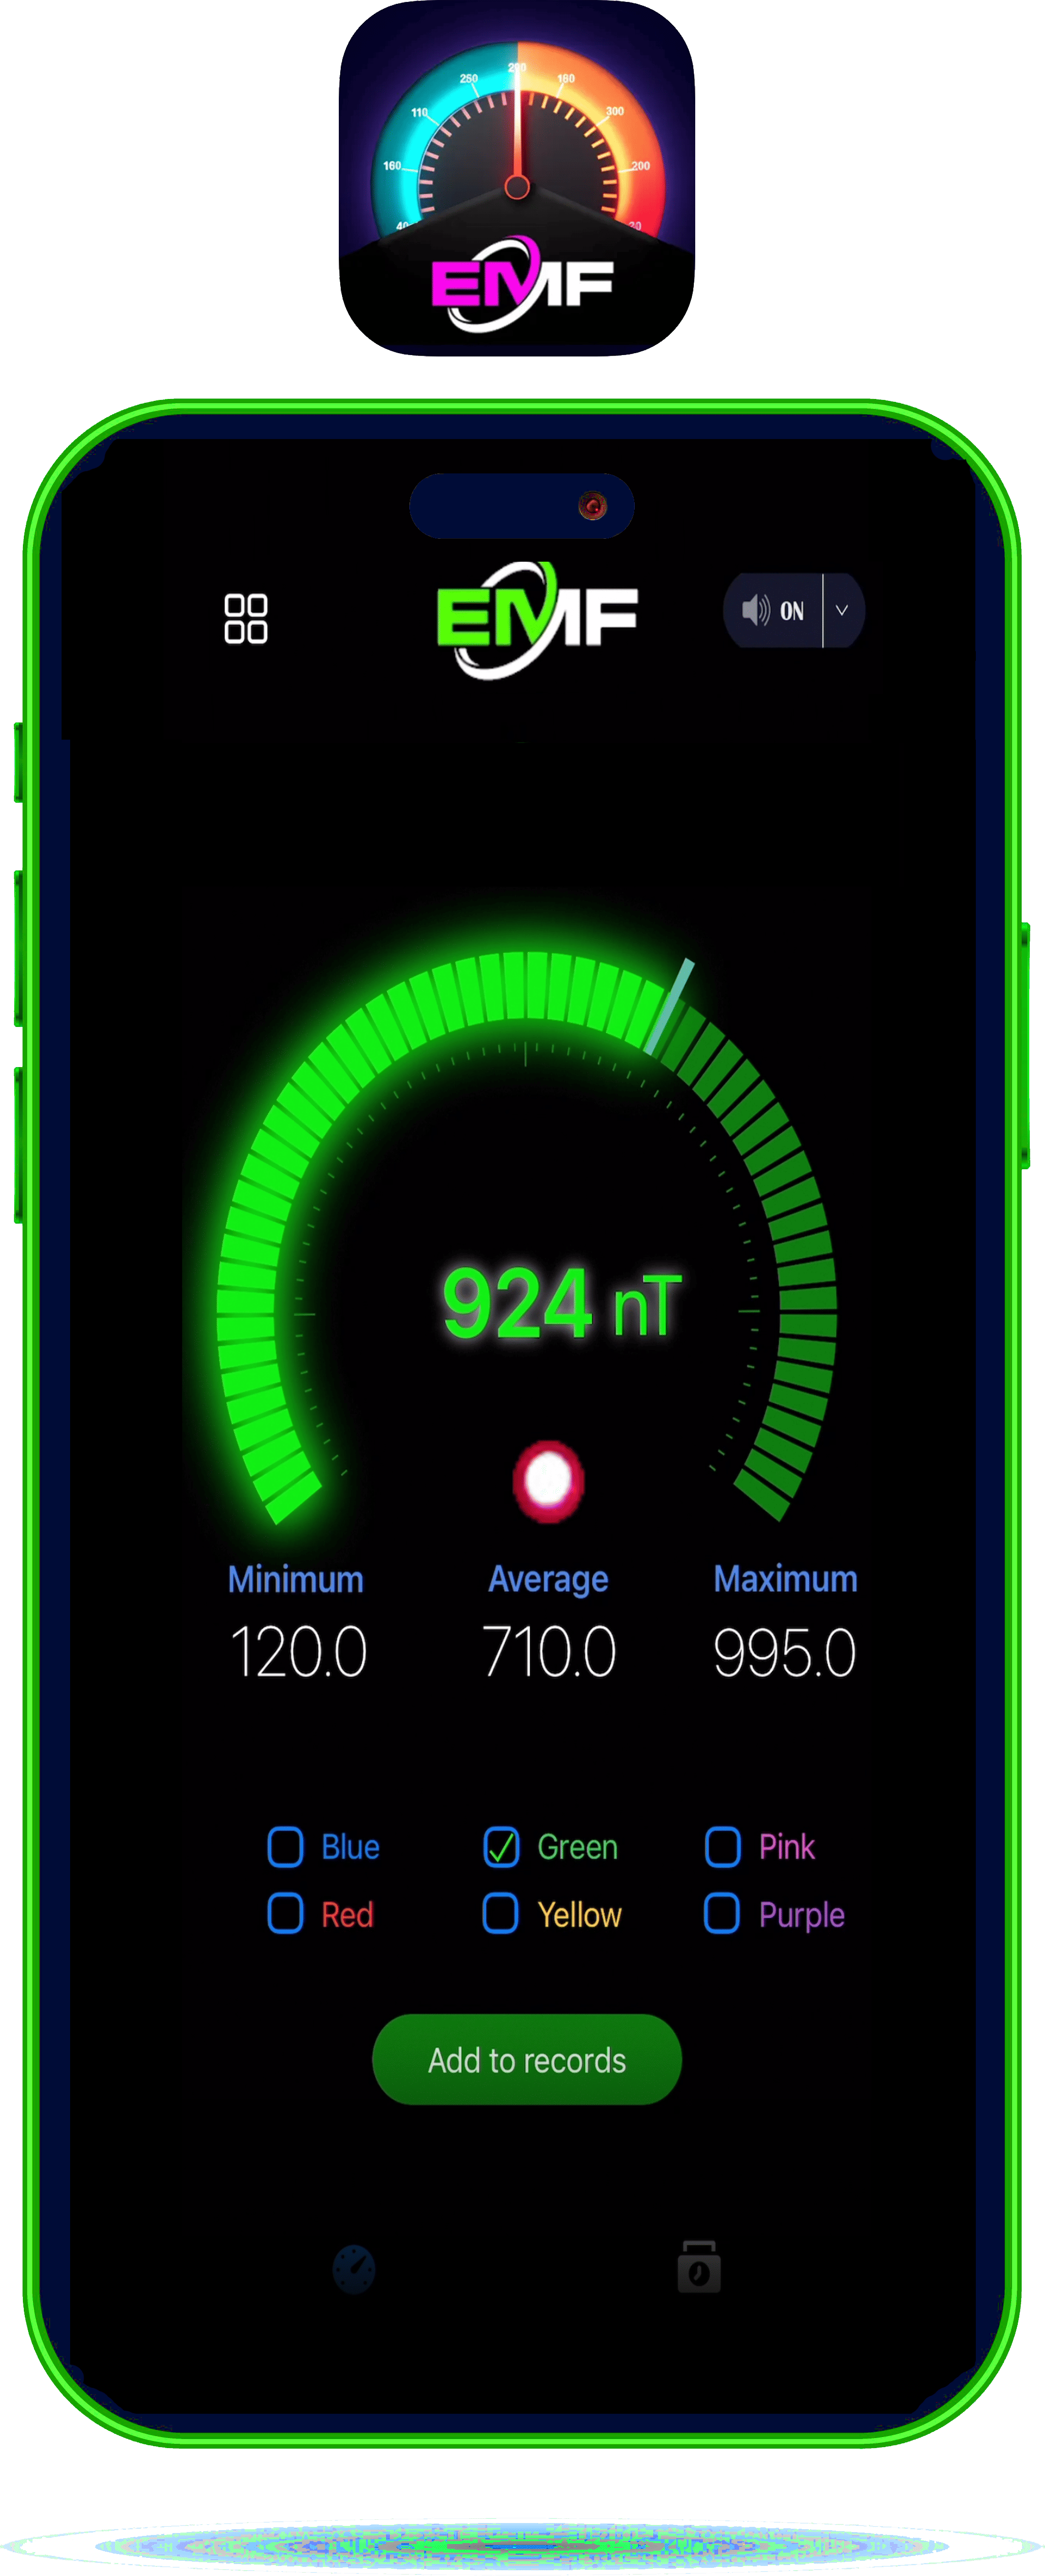 250 200 160
110 300
160 200
40 20
EMF
EMF ON
924 nT
Minimum Average Maximum
120.0 710.0 995.0
Blue Green Pink
Red Yellow Purple
Add to records